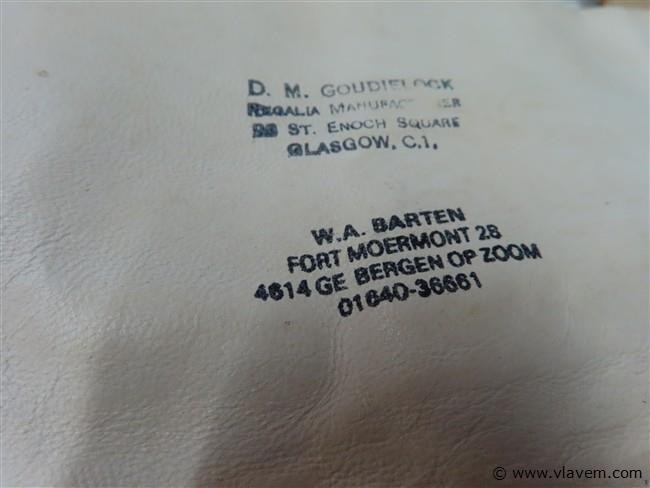 D. M. GOUDIELOCK
REGALIA MANUFACTURER
ST. ENOCH SQUARE
GLASGOW, C.1,
W.A. BARTEN
FORT MOERMONT 28
4614 GE BERGEN OP ZOOM
01640-36661
© www.vlavem.com